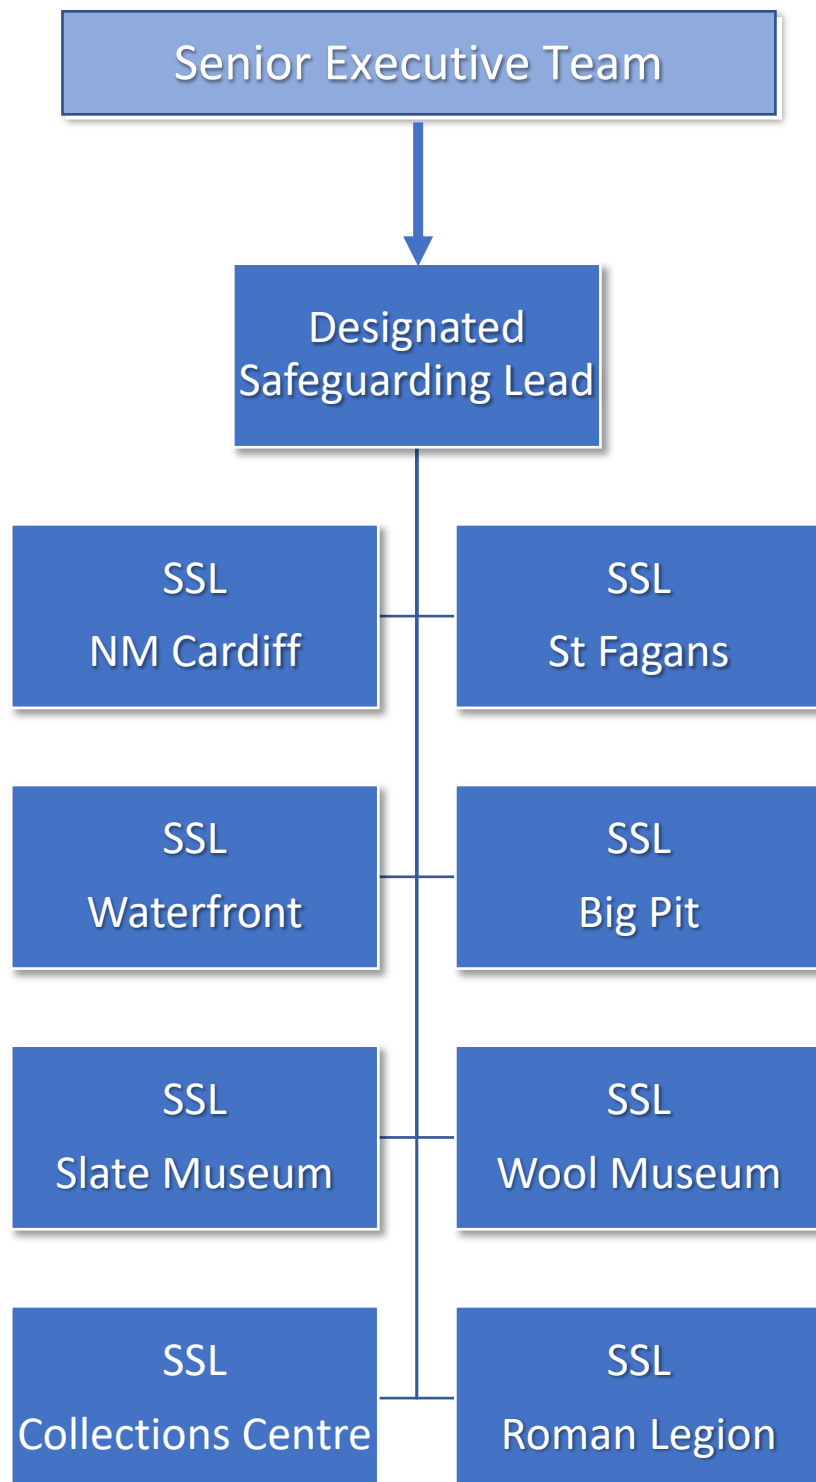 Senior Executive Team
Designated
Safeguarding Lead
SSL
NM Cardiff
SSL
St Fagans
SSL
Waterfront
SSL
Big Pit
SSL
Slate Museum
SSL
Wool Museum
SSL
Collections Centre
SSL
Roman Legion